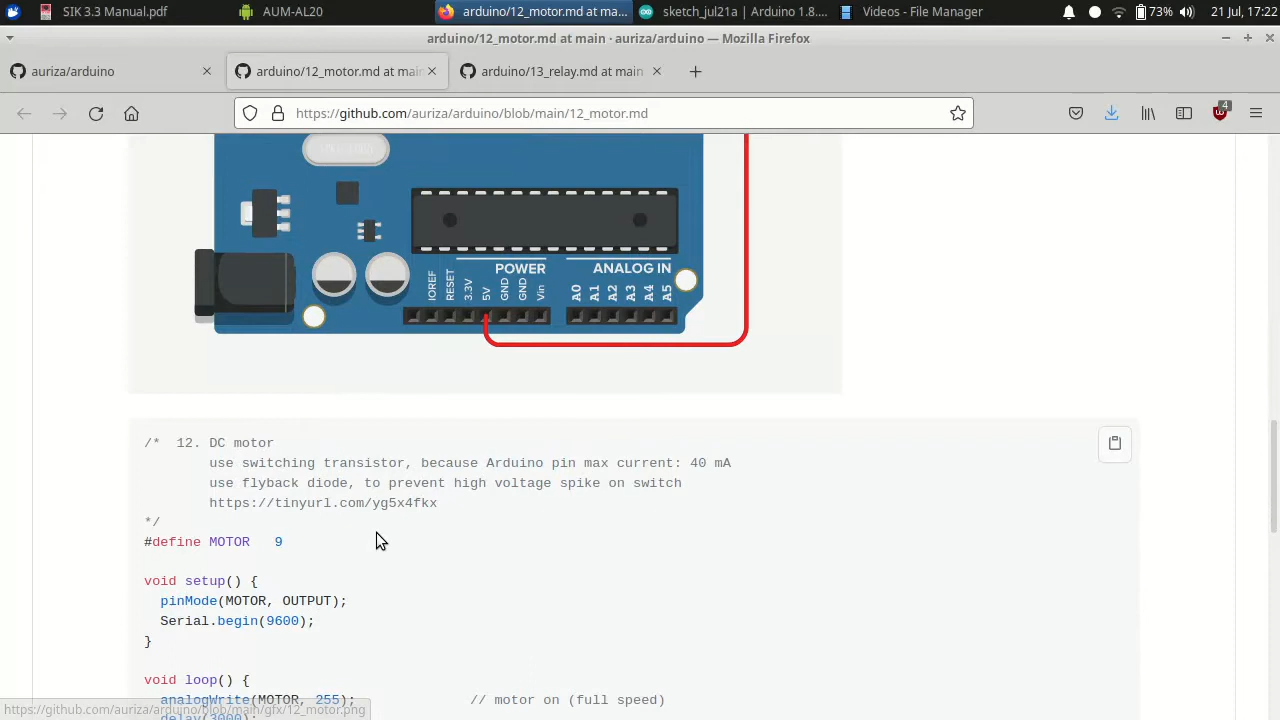 SIK 3.3 Manual.pdf
AUM-AL20
arduino/12_motor.md at ma...
sketch_jul21a | Arduino 1.8....
Videos - File Manager
73%
21 Jul, 17:22
arduino/12_motor.md at main · auriza/arduino — Mozilla Firefox
auriza/arduino
arduino/12_motor.md at main
arduino/13_relay.md at main
https://github.com/auriza/arduino/blob/main/12_motor.md
4
POWER
ANALOG IN
IOREF
RESET
3.3V
5V
GND
GND
Vin
A0
A1
A2
A3
A4
A5
/*  12. DC motor
use switching transistor, because Arduino pin max current: 40 mA
use flyback diode, to prevent high voltage spike on switch
https://tinyurl.com/yg5x4fkx
*/
#define MOTOR   9
void setup() {
pinMode(MOTOR, OUTPUT);
Serial.begin(9600);
}
void loop() {
analogWrite(MOTOR, 255);              // motor on (full speed)
delay(3000);
https://github.com/auriza/arduino/blob/main/gfx/12_motor.png